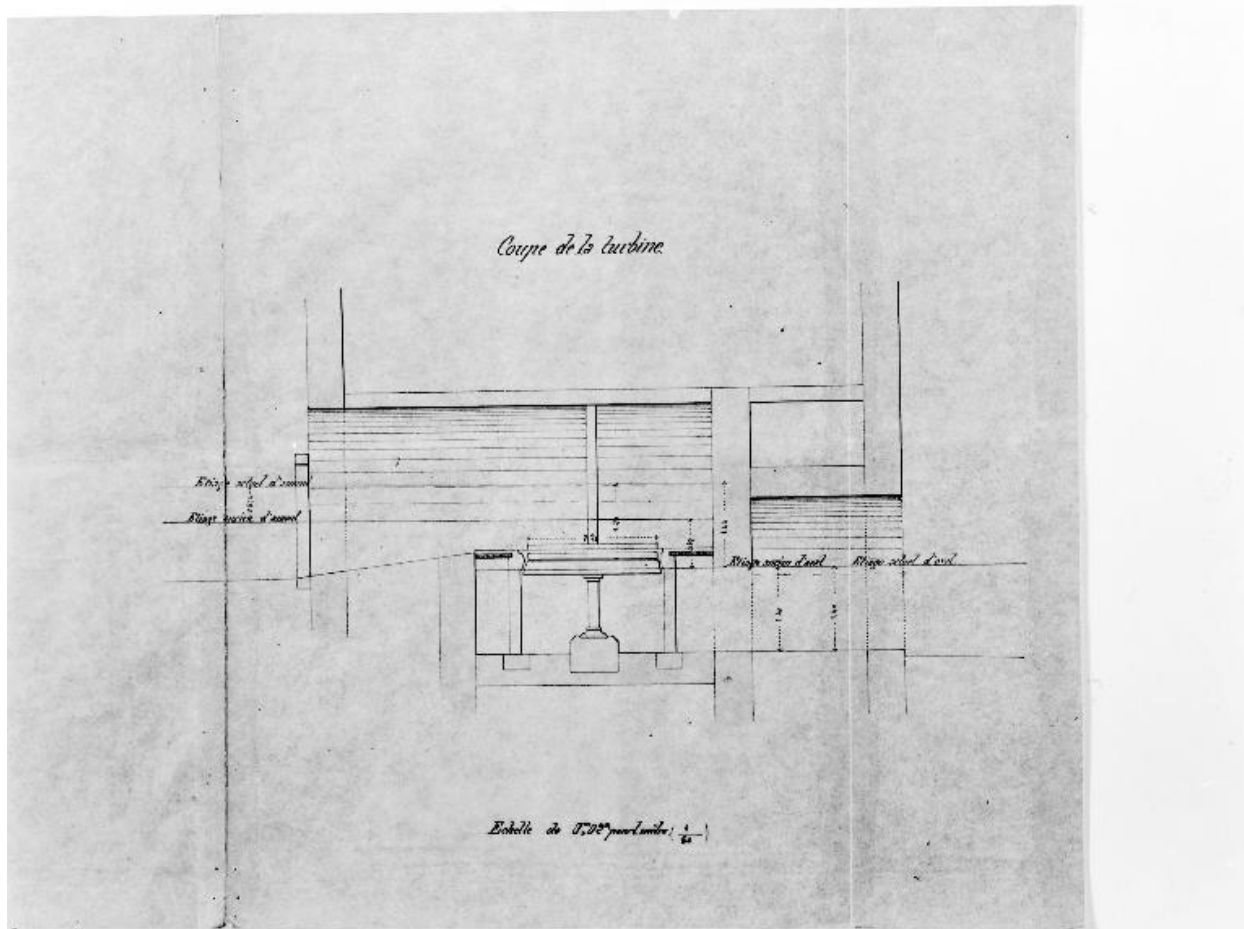 Coupe de la turbine.
Etiage actuel d'amont
Etiage ancien d'amont
Etiage ancien d'aval
Etiage actuel d'aval
Echelle de 0,02 pour 1 mètre